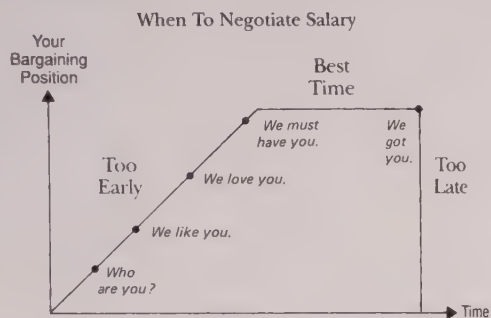 When To Negotiate Salary
Your
Bargaining
Position
Best
Time
We must
have you.
We
got
you.
Too
Early
Too
Late
We love you.
We like you.
Who
are you?
Time